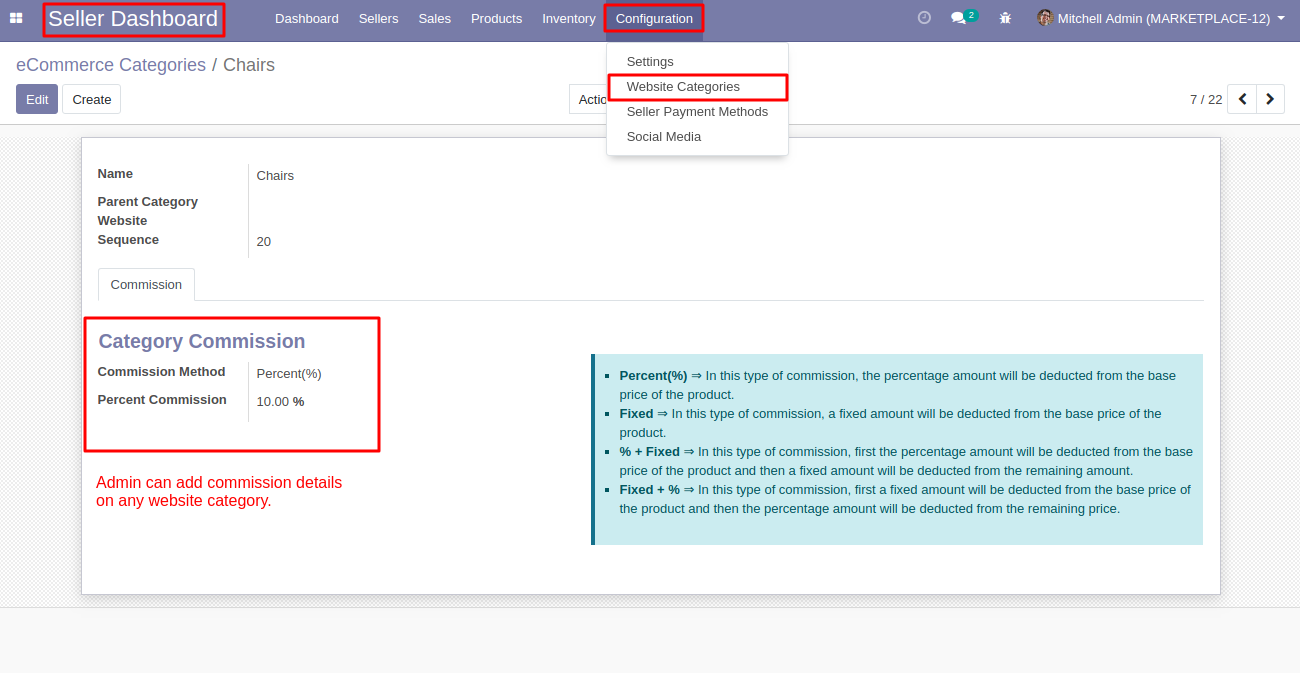 Seller Dashboard Dashboard Sellers Sales Products Inventory Configuration 2 Mitchell Admin (MARKETPLACE-12)
eCommerce Categories / Chairs
Settings
Website Categories
Seller Payment Methods
Social Media
Edit Create Actio 7 / 22
Name Chairs
Parent Category
Website
Sequence 20
Commission
Category Commission
Commission Method Percent(%)
Percent Commission 10.00 %
Admin can add commission details
on any website category.
▪ Percent(%) ⇒ In this type of commission, the percentage amount will be deducted from the base
price of the product.
▪ Fixed ⇒ In this type of commission, a fixed amount will be deducted from the base price of the
product.
▪ % + Fixed ⇒ In this type of commission, first the percentage amount will be deducted from the base
price of the product and then a fixed amount will be deducted from the remaining amount.
▪ Fixed + % ⇒ In this type of commission, first a fixed amount will be deducted from the base price of
the product and then the percentage amount will be deducted from the remaining price.